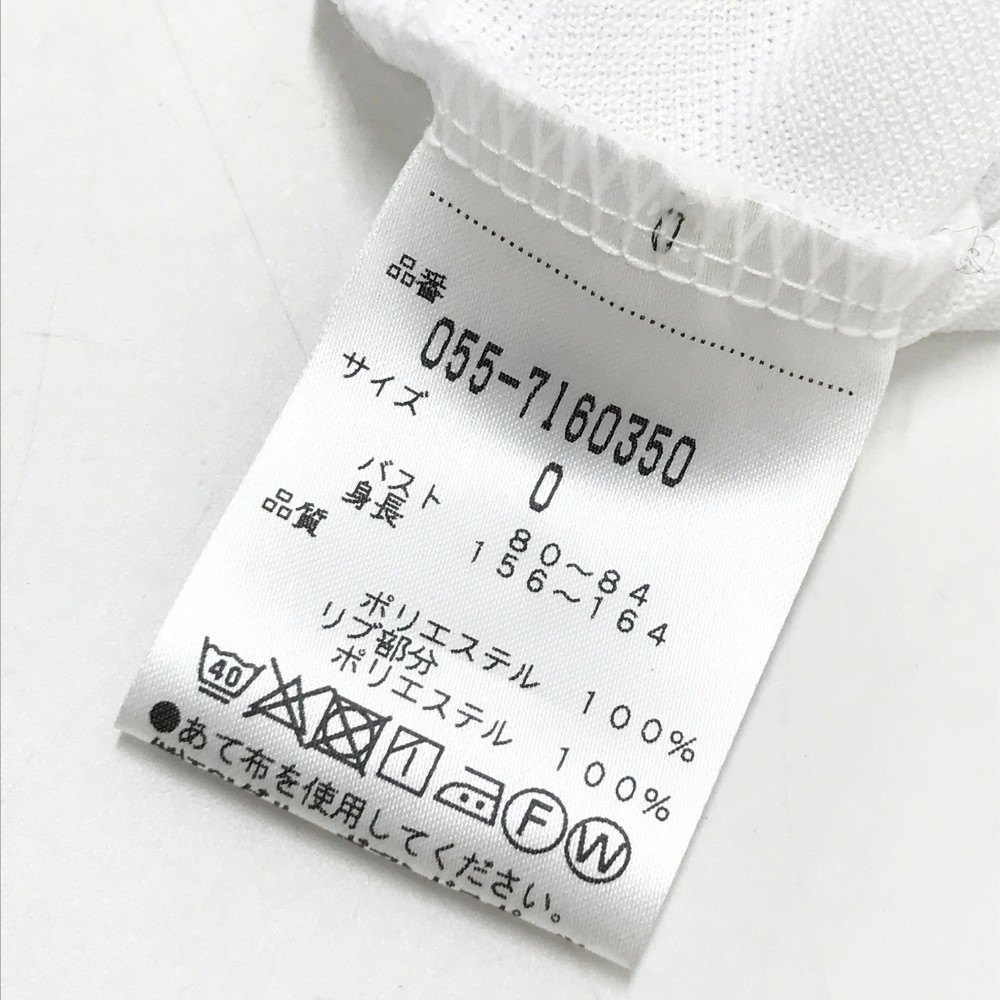 0
品番
055-7160350
サイズ
0
バスト 80~84
身長 156~164
品質
ポリエステル 100%
リブ部分
ポリエステル 100%
40
F W
●あて布を使用してください。